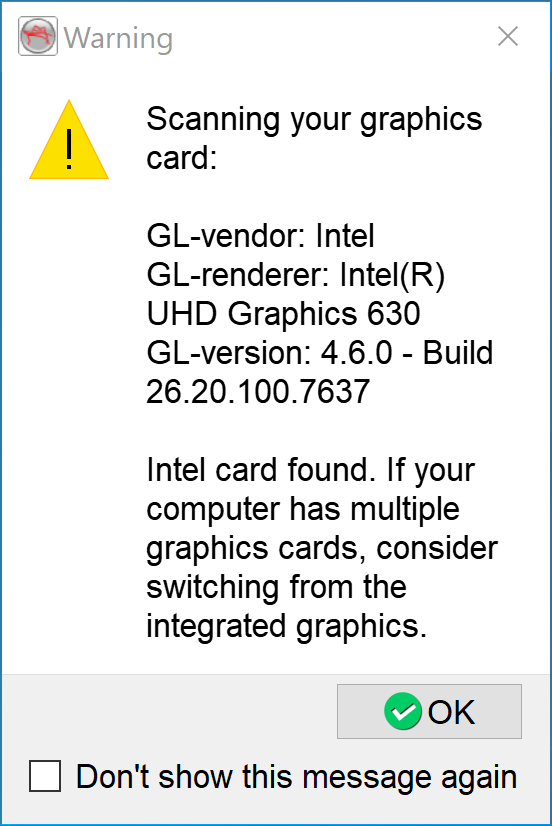 Warning
Scanning your graphics
card:
GL-vendor: Intel
GL-renderer: Intel(R)
UHD Graphics 630
GL-version: 4.6.0 - Build
26.20.100.7637
Intel card found. If your
computer has multiple
graphics cards, consider
switching from the
integrated graphics.
OK
Don't show this message again